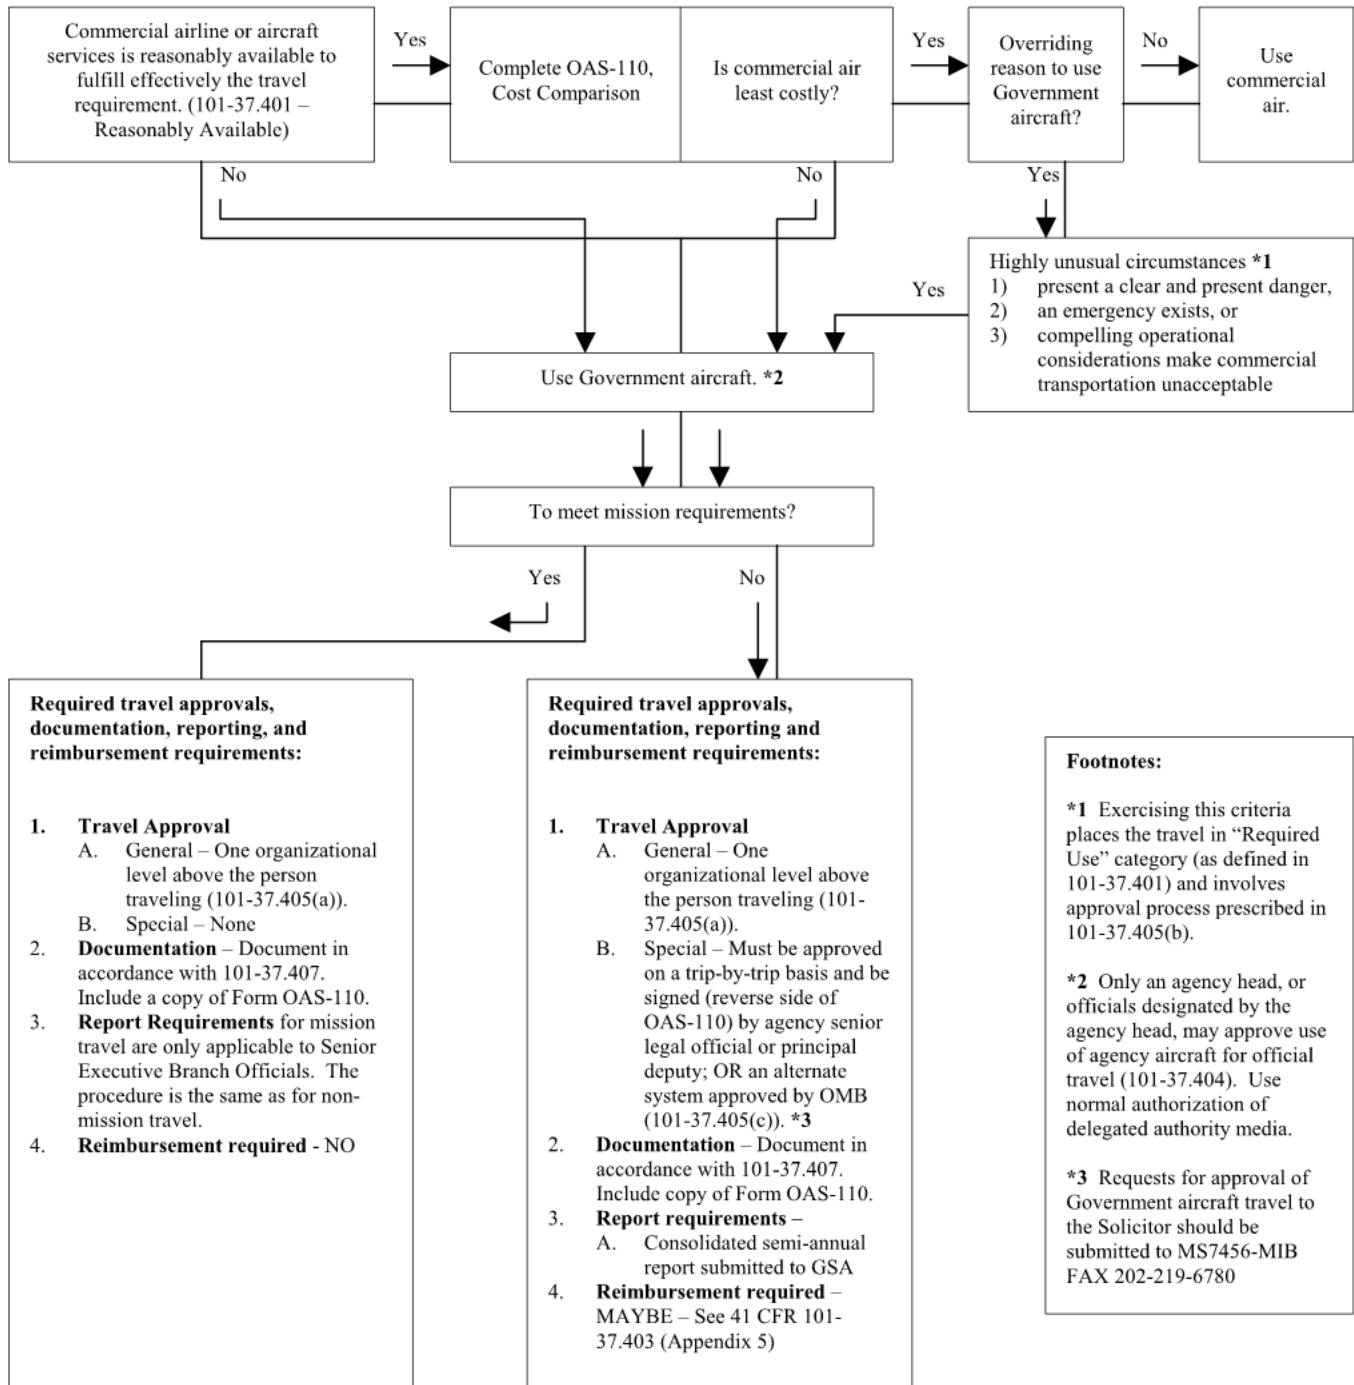 Commercial airline or aircraft
services is reasonably available to
fulfill effectively the travel
requirement. (101-37.401 –
Reasonably Available)
Yes
Complete OAS-110,
Cost Comparison
Is commercial air
least costly?
Yes
Overriding
reason to use
Government
aircraft?
No
Use
commercial
air.
No
No
Yes
Highly unusual circumstances *1
1) present a clear and present danger,
2) an emergency exists, or
3) compelling operational
considerations make commercial
transportation unacceptable
Yes
Use Government aircraft. *2
To meet mission requirements?
Yes
No
Required travel approvals,
documentation, reporting, and
reimbursement requirements:
1. Travel Approval
A. General – One organizational
level above the person
traveling (101-37.405(a)).
B. Special – None
2. Documentation – Document in
accordance with 101-37.407.
Include a copy of Form OAS-110.
3. Report Requirements for mission
travel are only applicable to Senior
Executive Branch Officials. The
procedure is the same as for non-
mission travel.
4. Reimbursement required - NO
Required travel approvals,
documentation, reporting and
reimbursement requirements:
1. Travel Approval
A. General – One
organizational level above
the person traveling (101-
37.405(a)).
B. Special – Must be approved
on a trip-by-trip basis and be
signed (reverse side of
OAS-110) by agency senior
legal official or principal
deputy; OR an alternate
system approved by OMB
(101-37.405(c)). *3
2. Documentation – Document in
accordance with 101-37.407.
Include copy of Form OAS-110.
3. Report requirements –
A. Consolidated semi-annual
report submitted to GSA
4. Reimbursement required –
MAYBE – See 41 CFR 101-
37.403 (Appendix 5)
Footnotes:
*1 Exercising this criteria
places the travel in “Required
Use” category (as defined in
101-37.401) and involves
approval process prescribed in
101-37.405(b).
*2 Only an agency head, or
officials designated by the
agency head, may approve use
of agency aircraft for official
travel (101-37.404). Use
normal authorization of
delegated authority media.
*3 Requests for approval of
Government aircraft travel to
the Solicitor should be
submitted to MS7456-MIB
FAX 202-219-6780